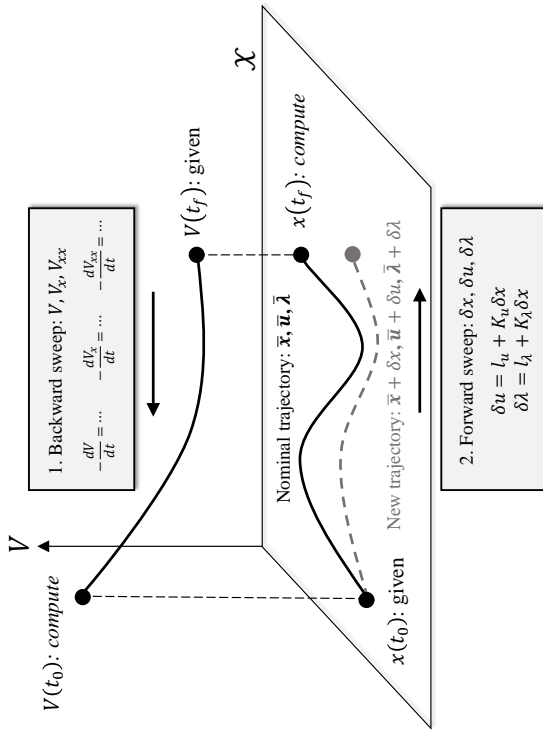 1. Backward sweep: V, V_x, V_xx
-dV/dt = ... -dV_x/dt = ... -dV_xx/dt = ...
V
V(t_0): compute
V(t_f): given
𝒳
Nominal trajectory: x̄, ū, λ̄
x(t_f): compute
New trajectory: x̄ + δx, ū + δu, λ̄ + δλ
x(t_0): given
2. Forward sweep: δx, δu, δλ
δu = l_u + K_u δx
δλ = l_λ + K_λ δx